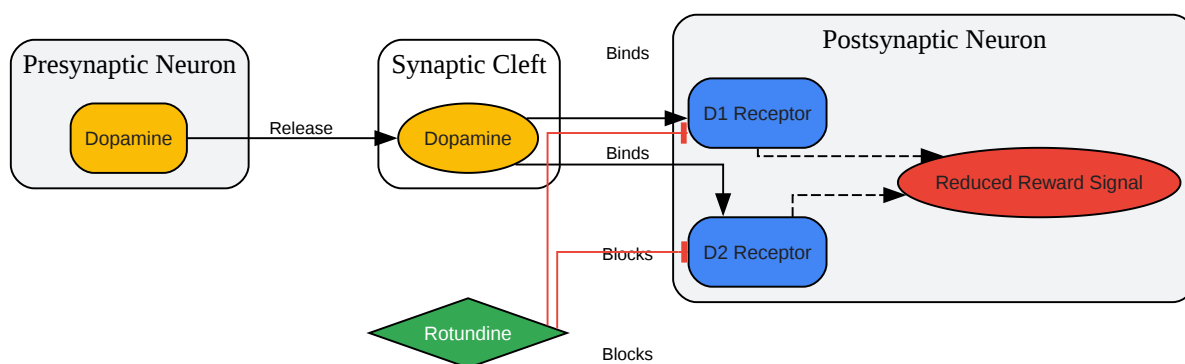 Presynaptic Neuron
Dopamine
Release
Synaptic Cleft
Dopamine
Binds
Binds
Blocks
Blocks
Rotundine
Postsynaptic Neuron
D1 Receptor
D2 Receptor
Reduced Reward Signal